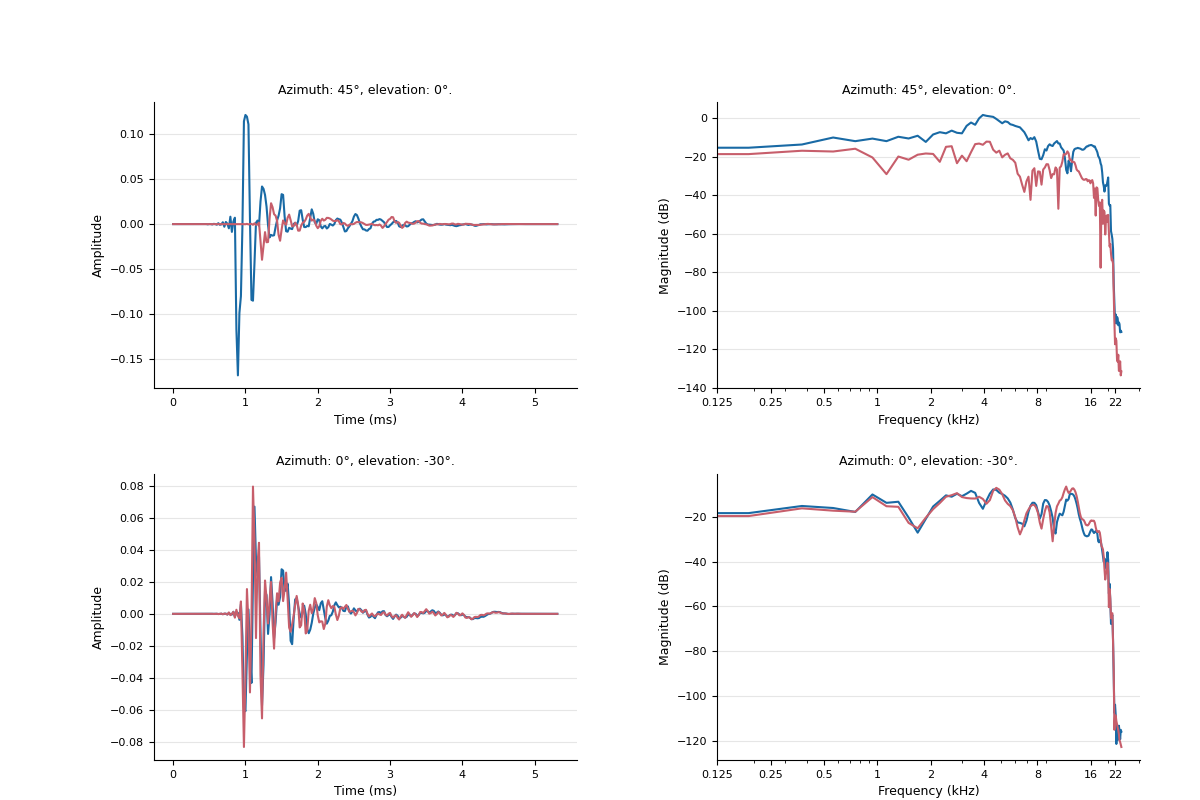 Azimuth: 45°, elevation: 0°.
Amplitude
0.10
0.05
0.00
−0.05
−0.10
−0.15
0 1 2 3 4 5
Time (ms)
Azimuth: 45°, elevation: 0°.
Magnitude (dB)
0
−20
−40
−60
−80
−100
−120
−140
0.125 0.25 0.5 1 2 4 8 16 22
Frequency (kHz)
Azimuth: 0°, elevation: -30°.
Amplitude
0.08
0.06
0.04
0.02
0.00
−0.02
−0.04
−0.06
−0.08
0 1 2 3 4 5
Time (ms)
Azimuth: 0°, elevation: -30°.
Magnitude (dB)
−20
−40
−60
−80
−100
−120
0.125 0.25 0.5 1 2 4 8 16 22
Frequency (kHz)